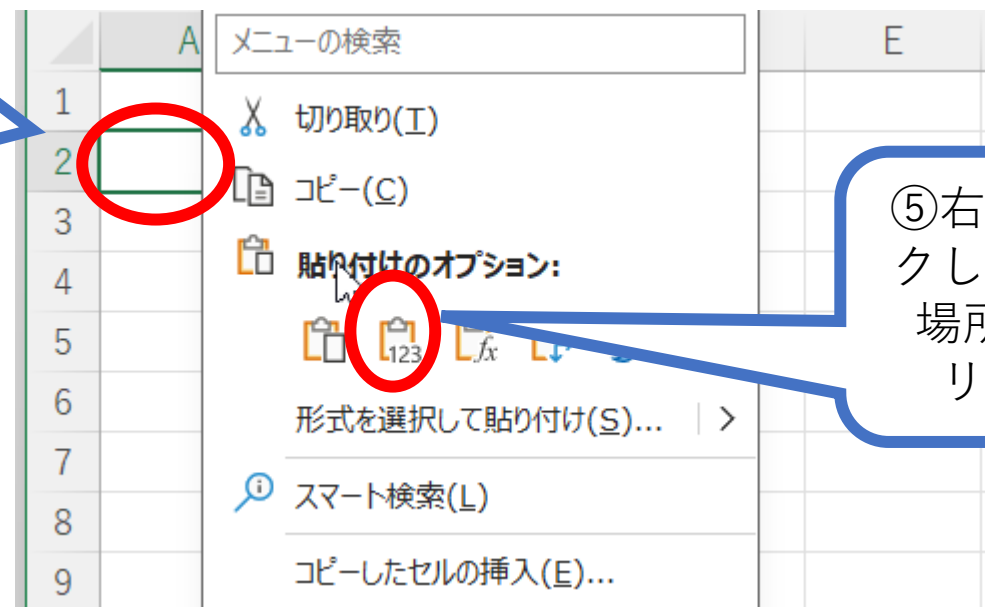 A
E
メニューの検索
1
切り取り(T)
2
コピー(C)
3
貼り付けのオプション:
4
5
123
fx
6
形式を選択して貼り付け(S)...
7
スマート検索(L)
8
コピーしたセルの挿入(E)...
9
⑤右
クし
場所
リ